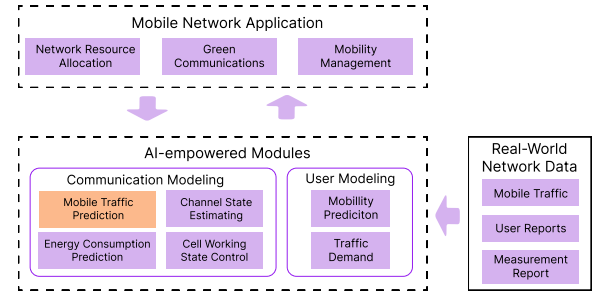 Mobile Network Application
Network Resource
Allocation
Green
Communications
Mobility
Management
AI-empowered Modules
Communication Modeling
Mobile Traffic
Prediction
Channel State
Estimating
Energy Consumption
Prediction
Cell Working
State Control
User Modeling
Mobillity
Prediciton
Traffic
Demand
Real-World
Network Data
Mobile Traffic
User Reports
Measurement
Report